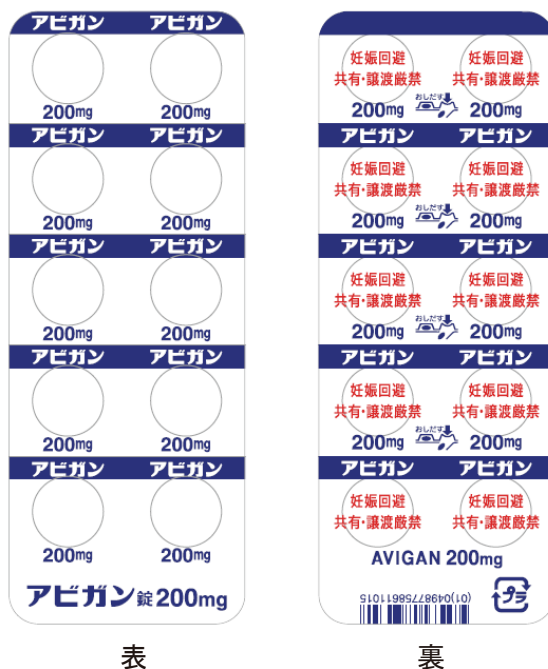 アビガン アビガン
200mg 200mg
アビガン アビガン
200mg 200mg
アビガン アビガン
200mg 200mg
アビガン アビガン
200mg 200mg
アビガン アビガン
200mg 200mg
アビガン錠200mg
表
妊娠回避 妊娠回避
共有・譲渡厳禁 共有・譲渡厳禁
200mg おしだす 200mg
アビガン アビガン
妊娠回避 妊娠回避
共有・譲渡厳禁 共有・譲渡厳禁
200mg おしだす 200mg
アビガン アビガン
妊娠回避 妊娠回避
共有・譲渡厳禁 共有・譲渡厳禁
200mg おしだす 200mg
アビガン アビガン
妊娠回避 妊娠回避
共有・譲渡厳禁 共有・譲渡厳禁
200mg おしだす 200mg
アビガン アビガン
妊娠回避 妊娠回避
共有・譲渡厳禁 共有・譲渡厳禁
AVIGAN 200mg
(01)04987758611015
プラ
裏